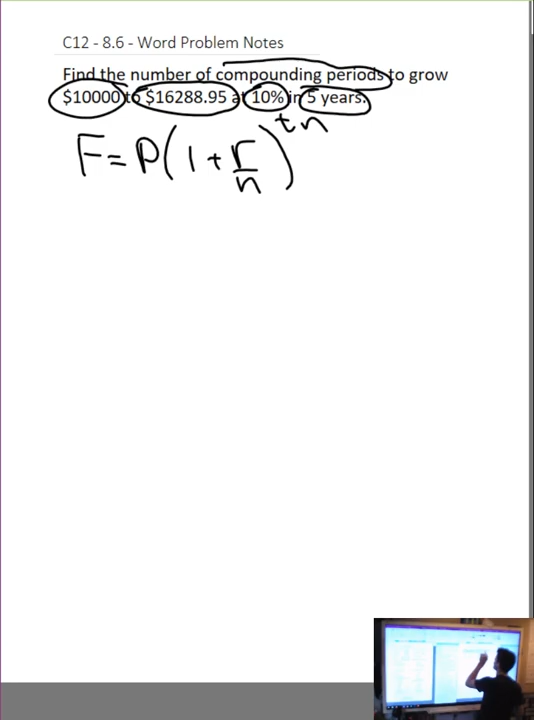 C12 - 8.6 - Word Problem Notes
Find the number of compounding periods to grow
$10000 to $16288.95 at 10% in 5 years.
F = P(1 + r/n)^tn